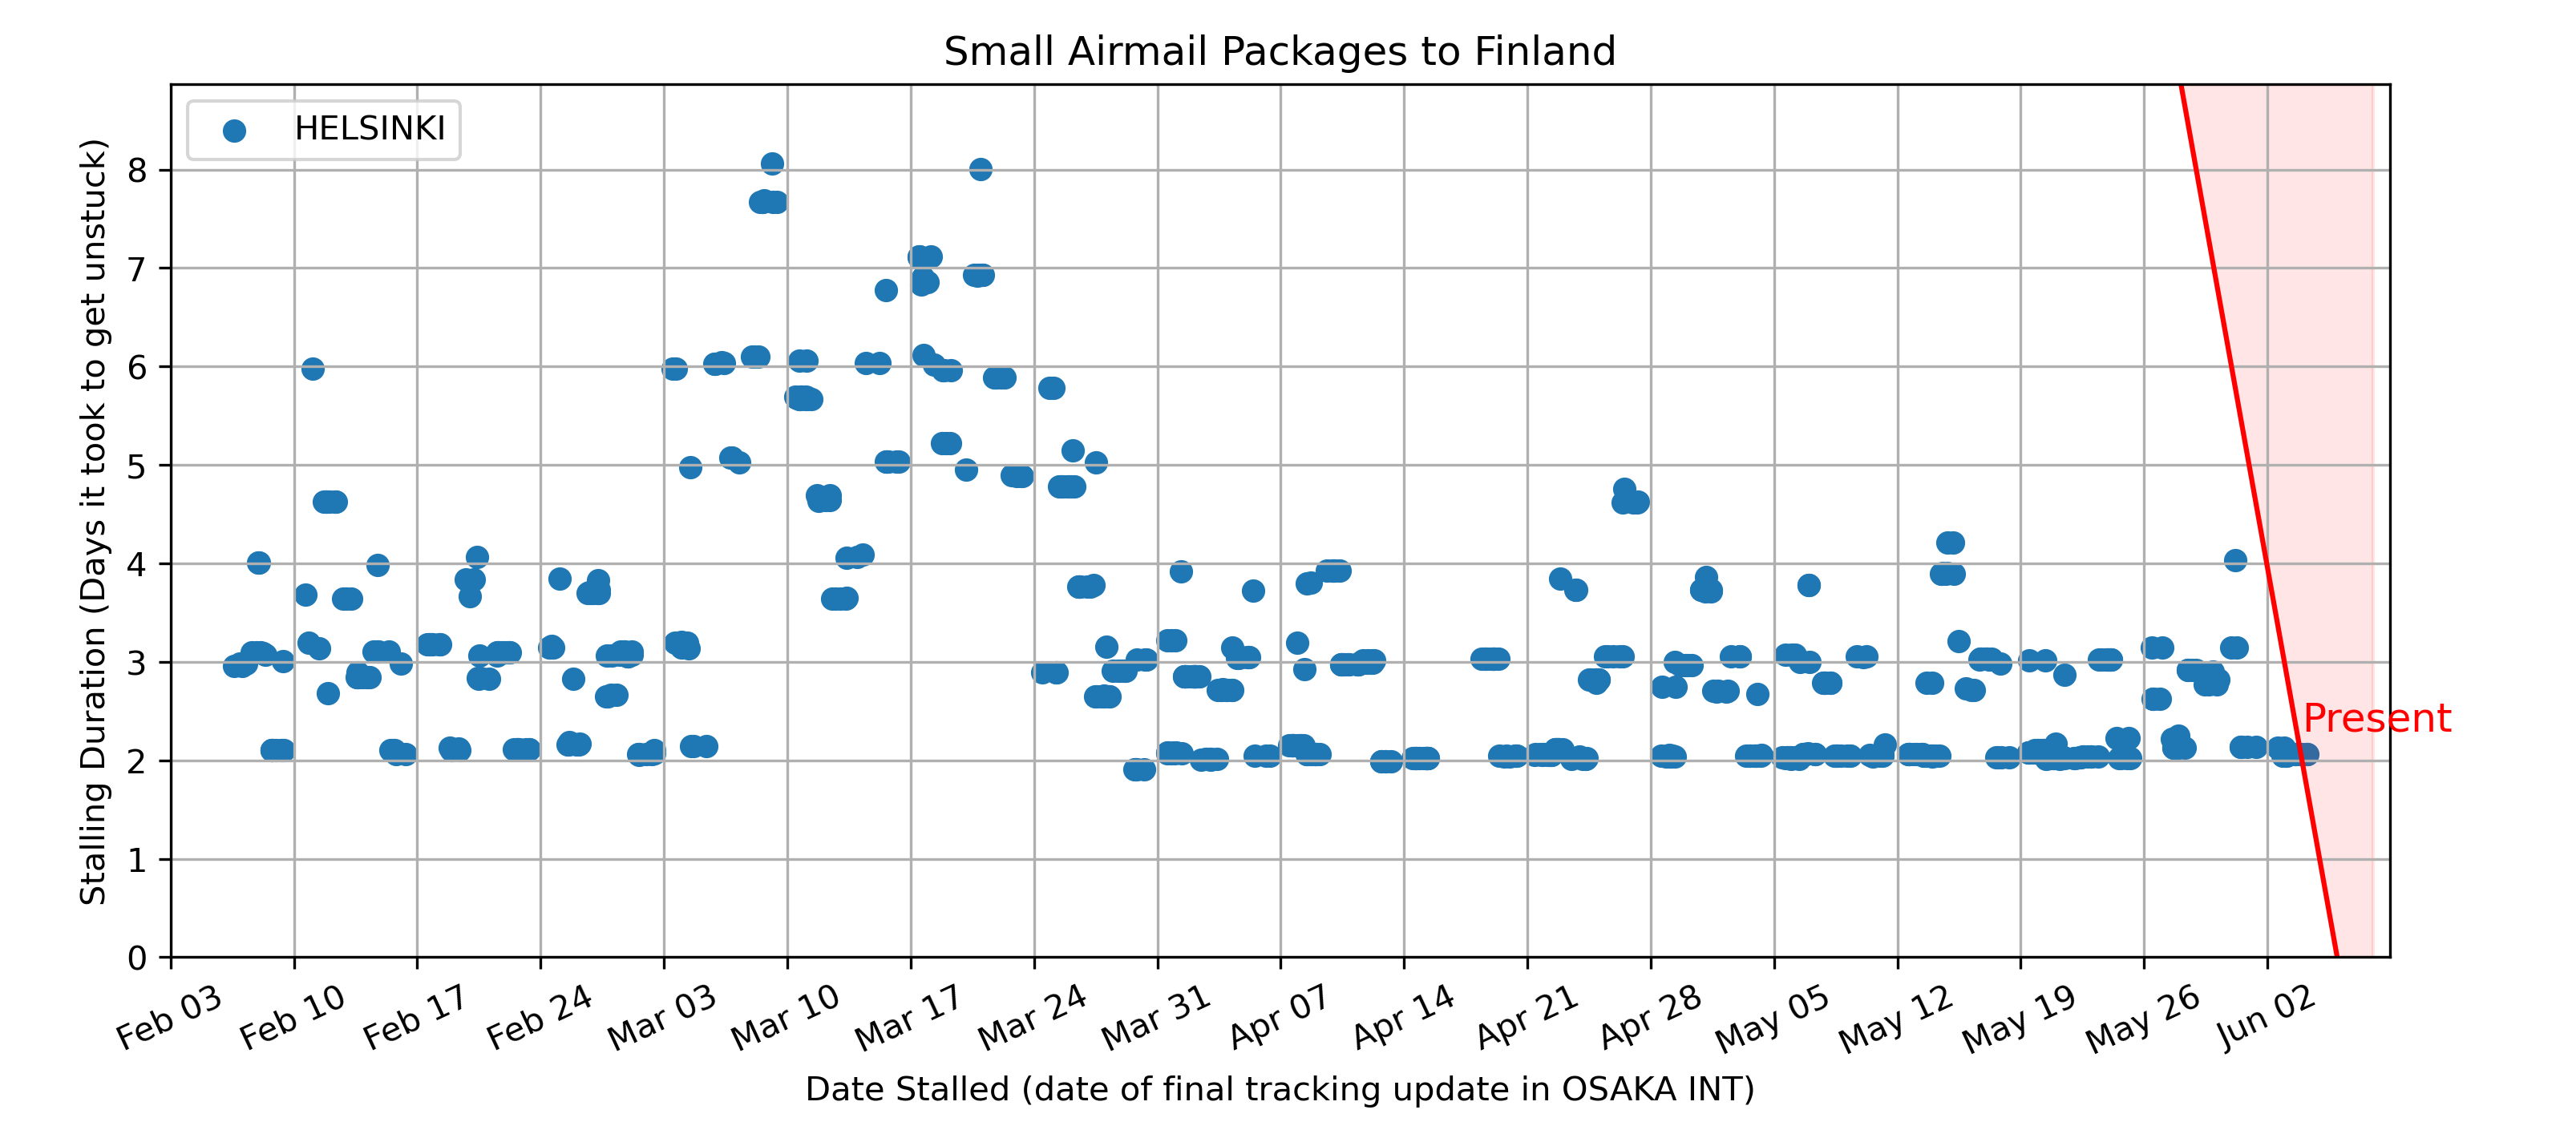 Small Airmail Packages to Finland
HELSINKI
Stalling Duration (Days it took to get unstuck)
8
7
6
5
4
3
2
1
0
Present
Feb 03
Feb 10
Feb 17
Feb 24
Mar 03
Mar 10
Mar 17
Mar 24
Mar 31
Apr 07
Apr 14
Apr 21
Apr 28
May 05
May 12
May 19
May 26
Jun 02
Date Stalled (date of final tracking update in OSAKA INT)